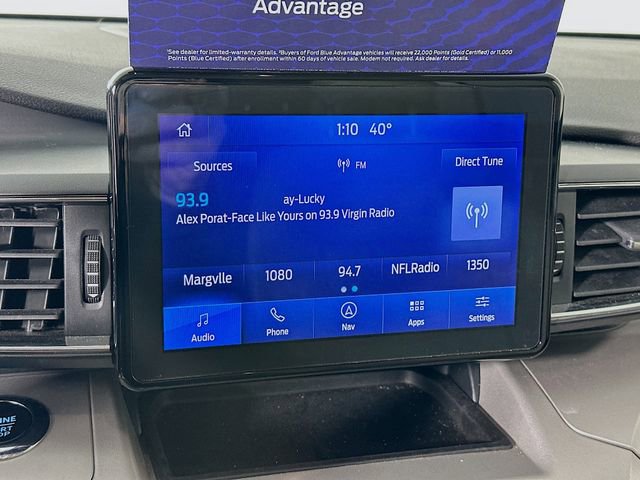 Advantage
¹See dealer for limited-warranty details. ²Buyers of Ford Blue Advantage vehicles will receive 22,000 Points (Gold Certified) or 11,000
Points (Blue Certified) after enrollment within 60 days of vehicle sale. Modem not required. Ask dealer for details.
1:10 40°
Sources
FM
Direct Tune
93.9 ay-Lucky
Alex Porat-Face Like Yours on 93.9 Virgin Radio
Margvlle 1080 94.7 NFLRadio 1350
Audio Phone Nav Apps Settings